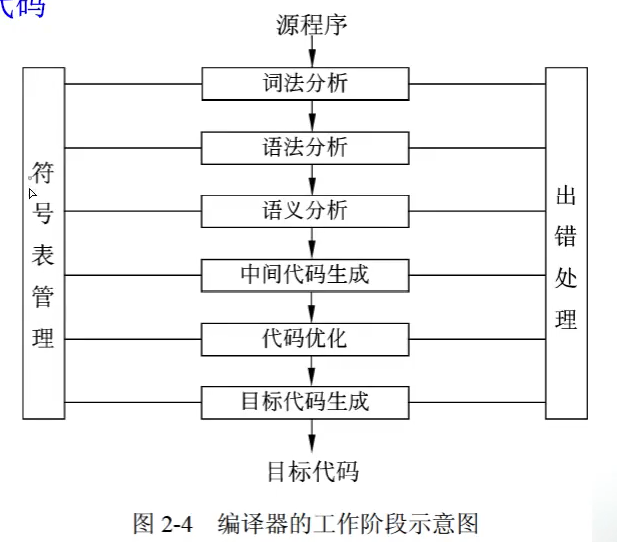 代码
源程序
词法分析
语法分析
语义分析
中间代码生成
代码优化
目标代码生成
目标代码
符号表管理
出错处理
图 2-4 编译器的工作阶段示意图